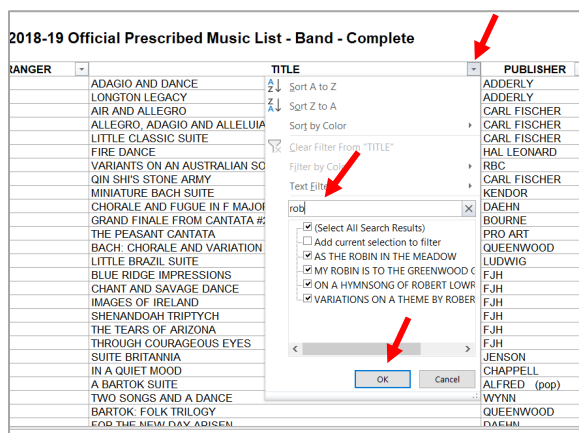 2018-19 Official Prescribed Music List - Band - Complete
RANGER TITLE PUBLISHER
ADAGIO AND DANCE ADDERLY
LONGTON LEGACY ADDERLY
AIR AND ALLEGRO CARL FISCHER
ALLEGRO, ADAGIO AND ALLELUIA CARL FISCHER
LITTLE CLASSIC SUITE CARL FISCHER
FIRE DANCE HAL LEONARD
VARIANTS ON AN AUSTRALIAN SO RBC
QIN SHI'S STONE ARMY CARL FISCHER
MINIATURE BACH SUITE KENDOR
CHORALE AND FUGUE IN F MAJOR DAEHN
GRAND FINALE FROM CANTATA #2 BOURNE
THE PEASANT CANTATA PRO ART
BACH: CHORALE AND VARIATION QUEENWOOD
LITTLE BRAZIL SUITE LUDWIG
BLUE RIDGE IMPRESSIONS FJH
CHANT AND SAVAGE DANCE FJH
IMAGES OF IRELAND FJH
SHENANDOAH TRIPTYCH FJH
THE TEARS OF ARIZONA FJH
THROUGH COURAGEOUS EYES FJH
SUITE BRITANNIA JENSON
IN A QUIET MOOD CHAPPELL
A BARTOK SUITE ALFRED (pop)
TWO SONGS AND A DANCE WYNN
BARTOK: FOLK TRILOGY QUEENWOOD
FOR THE NEW DAY ARISEN DAEHN
Sort A to Z
Sort Z to A
Sort by Color
Clear Filter From "TITLE"
Filter by Color
Text Filters
rob
(Select All Search Results)
Add current selection to filter
AS THE ROBIN IN THE MEADOW
MY ROBIN IS TO THE GREENWOOD G
ON A HYMNSONG OF ROBERT LOWR
VARIATIONS ON A THEME BY ROBER
OK Cancel